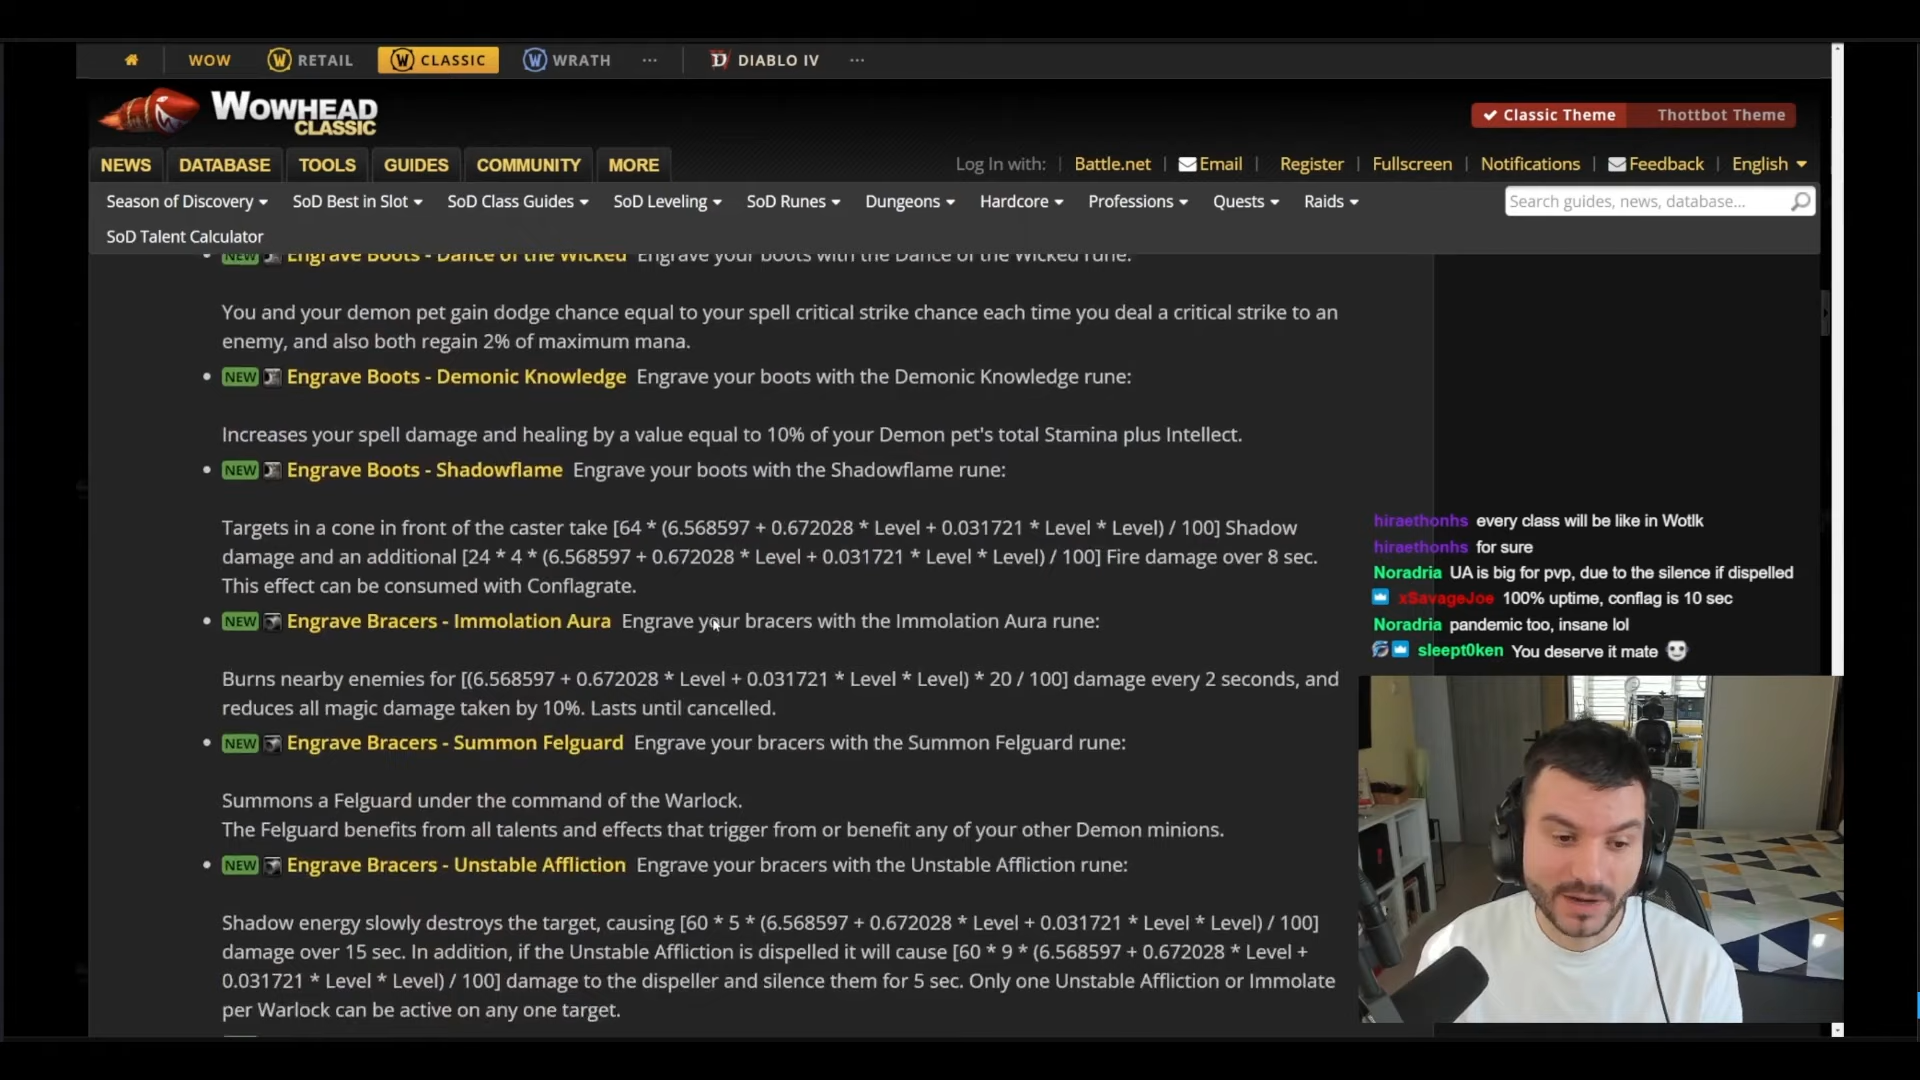 WOW
RETAIL
CLASSIC
WRATH
...
DIABLO IV
...
WOWHEAD
CLASSIC
Classic Theme
Thottbot Theme
NEWS
DATABASE
TOOLS
GUIDES
COMMUNITY
MORE
Log In with: | Battle.net | Email | Register | Fullscreen | Notifications | Feedback | English
Season of Discovery
SoD Best in Slot
SoD Class Guides
SoD Leveling
SoD Runes
Dungeons
Hardcore
Professions
Quests
Raids
Search guides, news, database...
SoD Talent Calculator
NEW Engrave Boots - Dance of the Wicked Engrave your boots with the Dance of the Wicked rune:
You and your demon pet gain dodge chance equal to your spell critical strike chance each time you deal a critical strike to an
enemy, and also both regain 2% of maximum mana.
• NEW Engrave Boots - Demonic Knowledge Engrave your boots with the Demonic Knowledge rune:
Increases your spell damage and healing by a value equal to 10% of your Demon pet's total Stamina plus Intellect.
• NEW Engrave Boots - Shadowflame Engrave your boots with the Shadowflame rune:
Targets in a cone in front of the caster take [64 * (6.568597 + 0.672028 * Level + 0.031721 * Level * Level) / 100] Shadow
damage and an additional [24 * 4 * (6.568597 + 0.672028 * Level + 0.031721 * Level * Level) / 100] Fire damage over 8 sec.
This effect can be consumed with Conflagrate.
• NEW Engrave Bracers - Immolation Aura Engrave your bracers with the Immolation Aura rune:
Burns nearby enemies for [(6.568597 + 0.672028 * Level + 0.031721 * Level * Level) * 20 / 100] damage every 2 seconds, and
reduces all magic damage taken by 10%. Lasts until cancelled.
• NEW Engrave Bracers - Summon Felguard Engrave your bracers with the Summon Felguard rune:
Summons a Felguard under the command of the Warlock.
The Felguard benefits from all talents and effects that trigger from or benefit any of your other Demon minions.
• NEW Engrave Bracers - Unstable Affliction Engrave your bracers with the Unstable Affliction rune:
Shadow energy slowly destroys the target, causing [60 * 5 * (6.568597 + 0.672028 * Level + 0.031721 * Level * Level) / 100]
damage over 15 sec. In addition, if the Unstable Affliction is dispelled it will cause [60 * 9 * (6.568597 + 0.672028 * Level +
0.031721 * Level * Level) / 100] damage to the dispeller and silence them for 5 sec. Only one Unstable Affliction or Immolate
per Warlock can be active on any one target.
hiraethonhs every class will be like in Wotlk
hiraethonhs for sure
Noradria UA is big for pvp, due to the silence if dispelled
xSavageJoe 100% uptime, conflag is 10 sec
Noradria pandemic too, insane lol
sleept0ken You deserve it mate